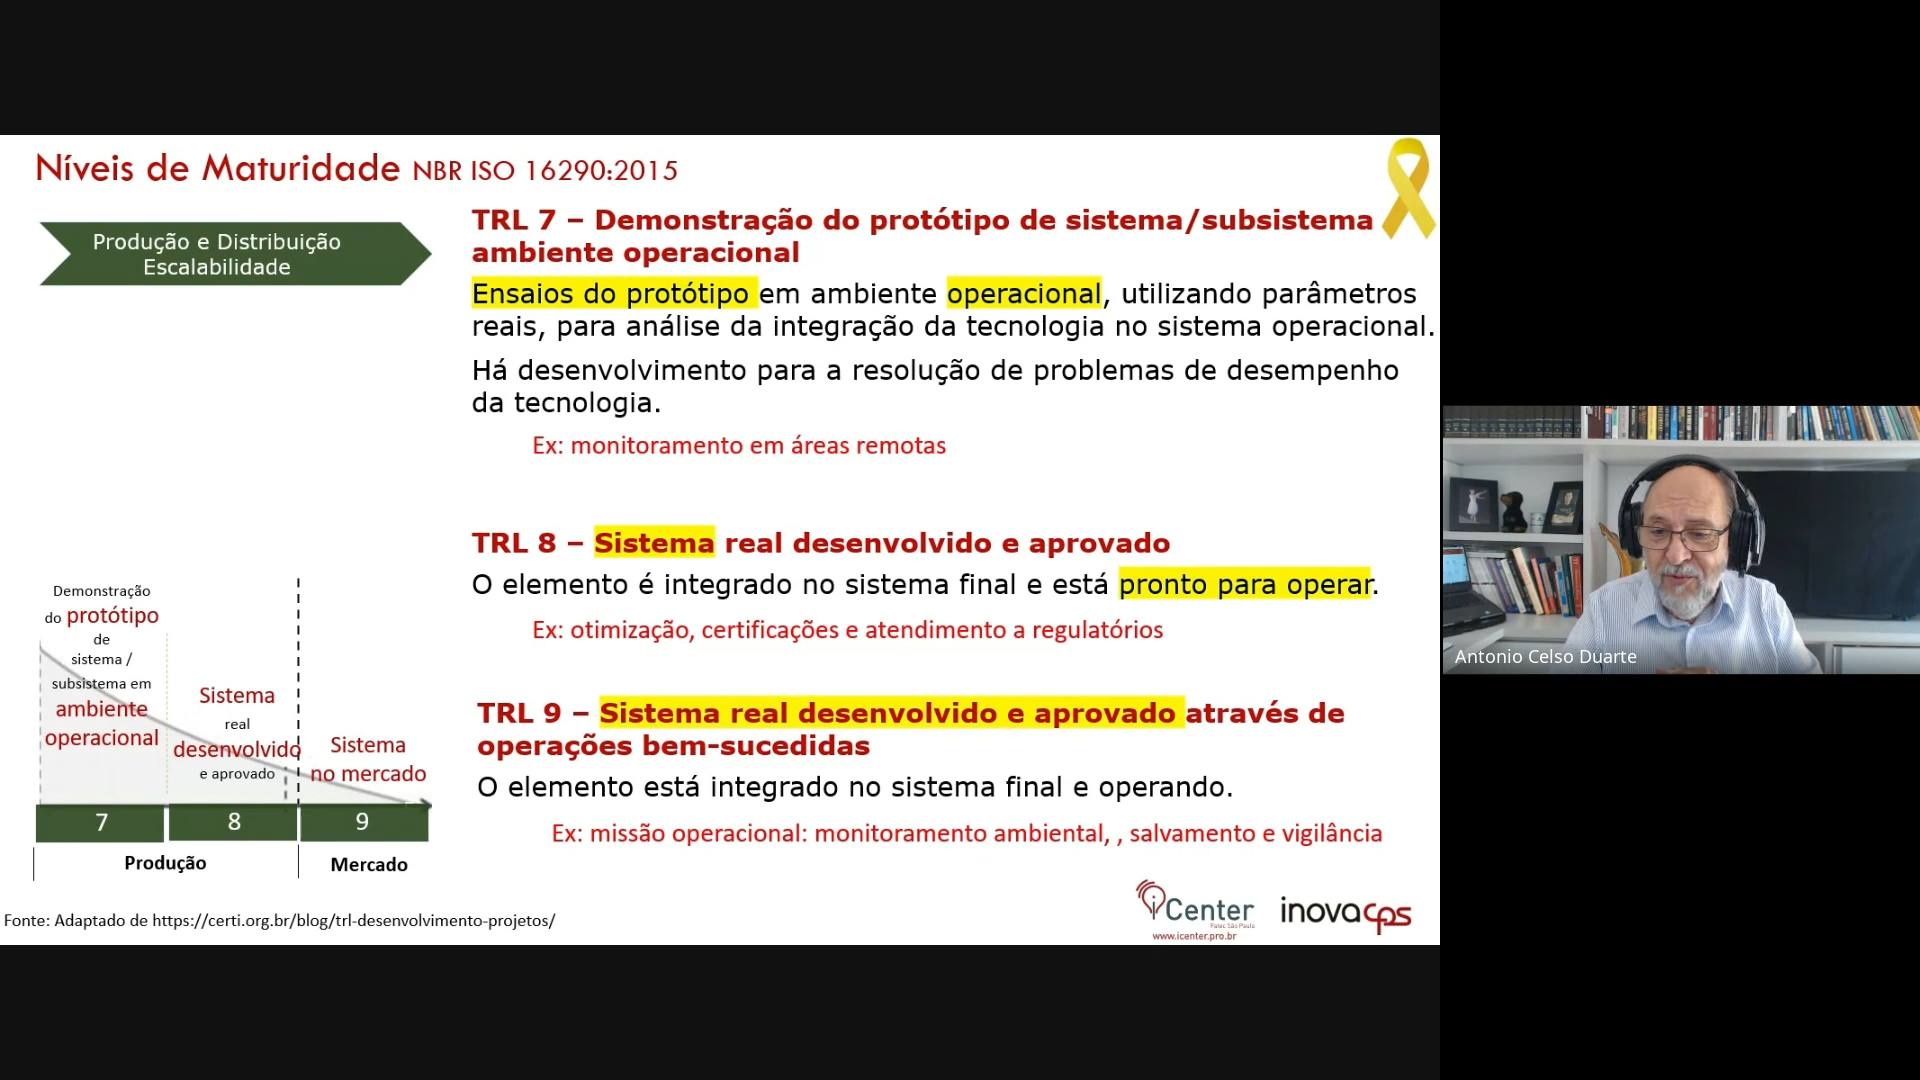 Níveis de Maturidade NBR ISO 16290:2015
Produção e Distribuição
Escalabilidade
TRL 7 – Demonstração do protótipo de sistema/subsistema
ambiente operacional
Ensaios do protótipo em ambiente operacional, utilizando parâmetros
reais, para análise da integração da tecnologia no sistema operacional.
Há desenvolvimento para a resolução de problemas de desempenho
da tecnologia.
Ex: monitoramento em áreas remotas
TRL 8 – Sistema real desenvolvido e aprovado
O elemento é integrado no sistema final e está pronto para operar.
Ex: otimização, certificações e atendimento a regulatórios
TRL 9 – Sistema real desenvolvido e aprovado através de
operações bem-sucedidas
O elemento está integrado no sistema final e operando.
Ex: missão operacional: monitoramento ambiental, , salvamento e vigilância
Demonstração
do protótipo
de
sistema /
subsistema em
ambiente
operacional
Sistema
real
desenvolvido
e aprovado
Sistema
no mercado
7
8
9
Produção
Mercado
Fonte: Adaptado de https://certi.org.br/blog/trl-desenvolvimento-projetos/
iCenter
Fatec São Paulo
www.icenter.pro.br
inovacps
Antonio Celso Duarte